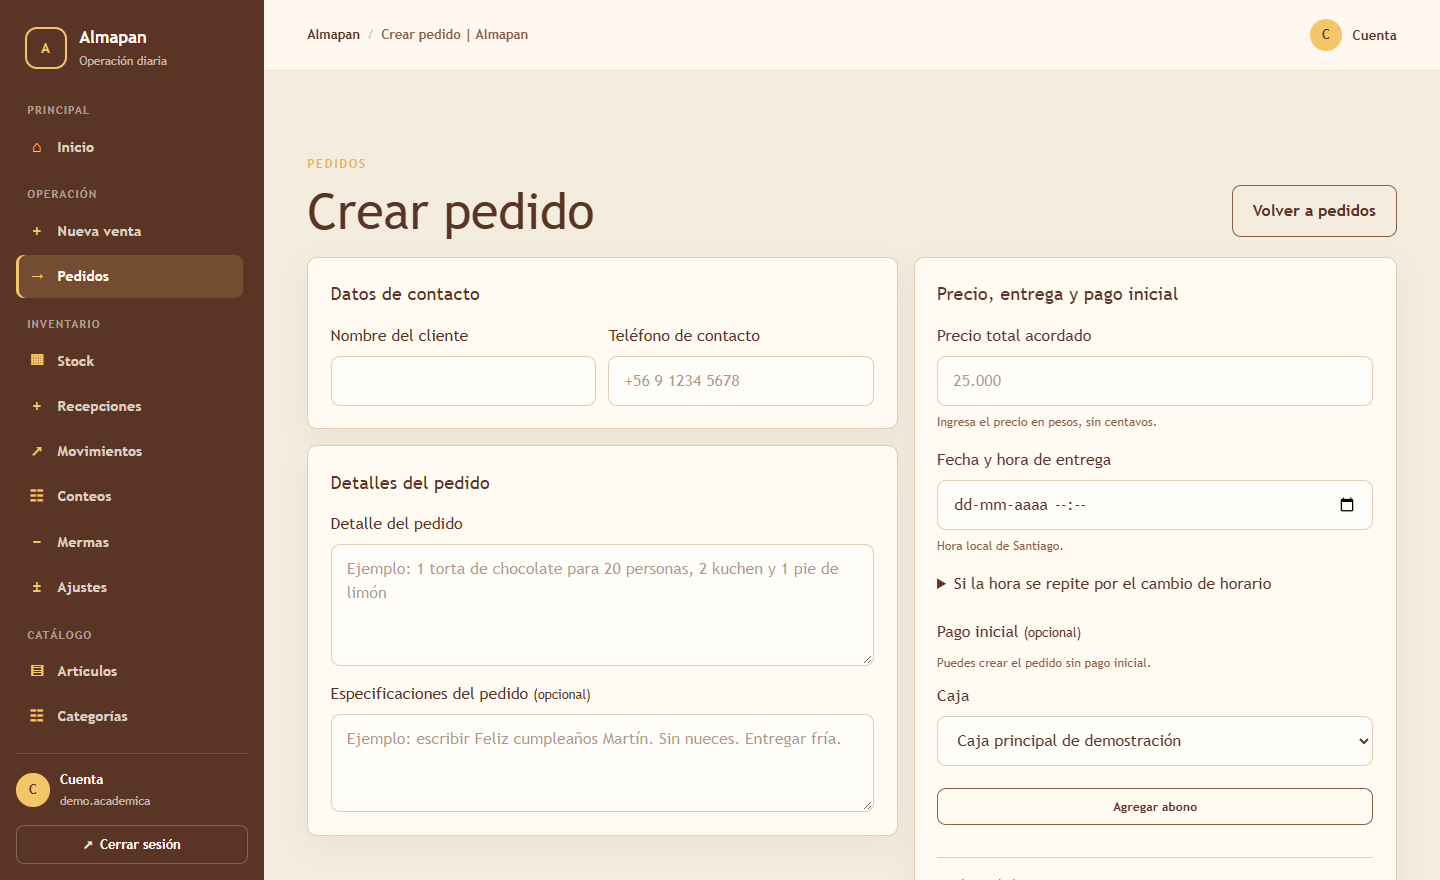 A
Almapan
Operación diaria
PRINCIPAL
Inicio
OPERACIÓN
+ Nueva venta
→ Pedidos
INVENTARIO
Stock
+ Recepciones
↗ Movimientos
Conteos
− Mermas
± Ajustes
CATÁLOGO
Artículos
Categorías
C
Cuenta
demo.academica
↗ Cerrar sesión
Almapan / Crear pedido | Almapan
C Cuenta
PEDIDOS
Crear pedido
Volver a pedidos
Datos de contacto
Nombre del cliente
Teléfono de contacto
+56 9 1234 5678
Detalles del pedido
Detalle del pedido
Ejemplo: 1 torta de chocolate para 20 personas, 2 kuchen y 1 pie de
limón
Especificaciones del pedido (opcional)
Ejemplo: escribir Feliz cumpleaños Martín. Sin nueces. Entregar fría.
Precio, entrega y pago inicial
Precio total acordado
25.000
Ingresa el precio en pesos, sin centavos.
Fecha y hora de entrega
dd-mm-aaaa --:--
Hora local de Santiago.
Si la hora se repite por el cambio de horario
Pago inicial (opcional)
Puedes crear el pedido sin pago inicial.
Caja
Caja principal de demostración
Agregar abono